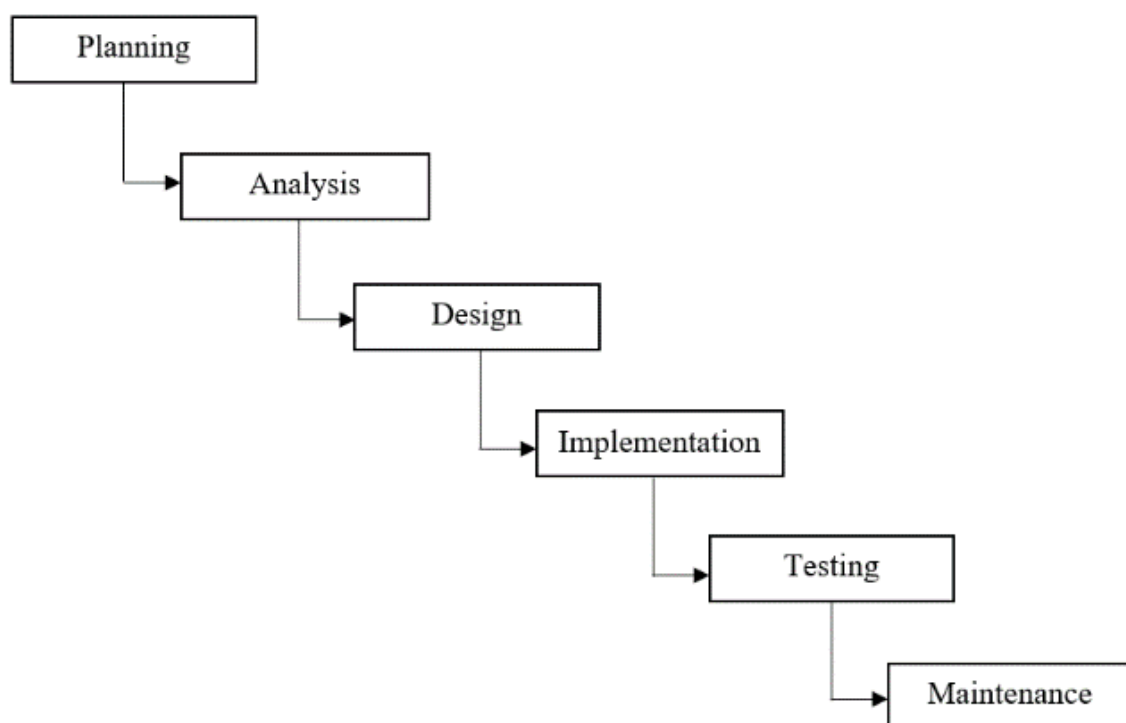 Planning
Analysis
Design
Implementation
Testing
Maintenance